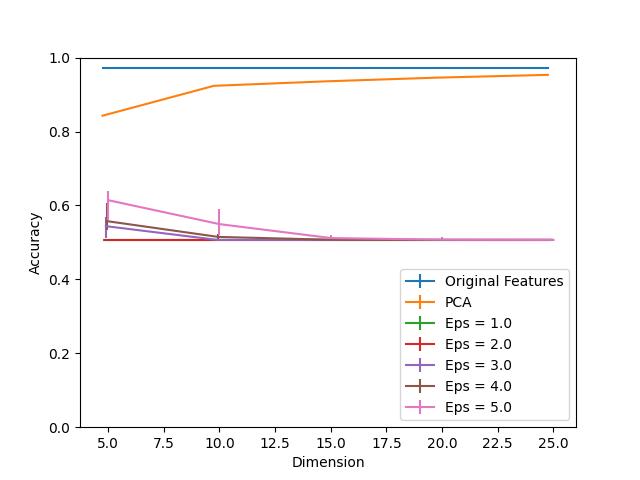 1.0
0.8
0.6
0.4
0.2
0.0
Accuracy
Original Features
PCA
Eps = 1.0
Eps = 2.0
Eps = 3.0
Eps = 4.0
Eps = 5.0
5.0 7.5 10.0 12.5 15.0 17.5 20.0 22.5 25.0
Dimension